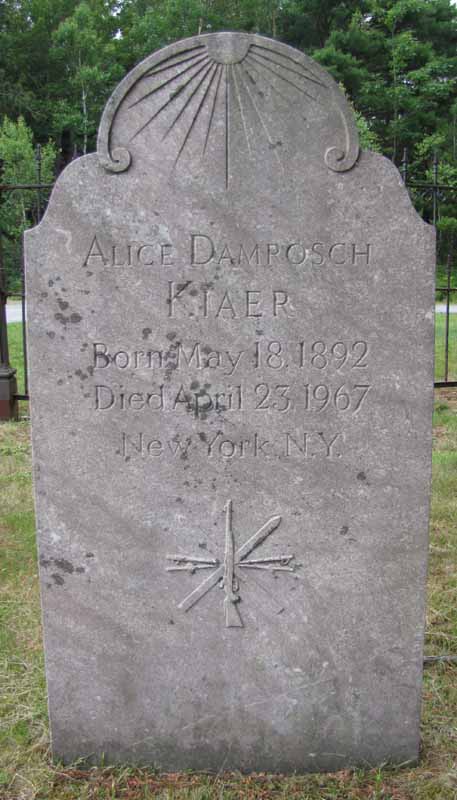 ALICE DAMROSCH
KIAER
Born May 18, 1892
Died April 23, 1967
New York, N.Y.